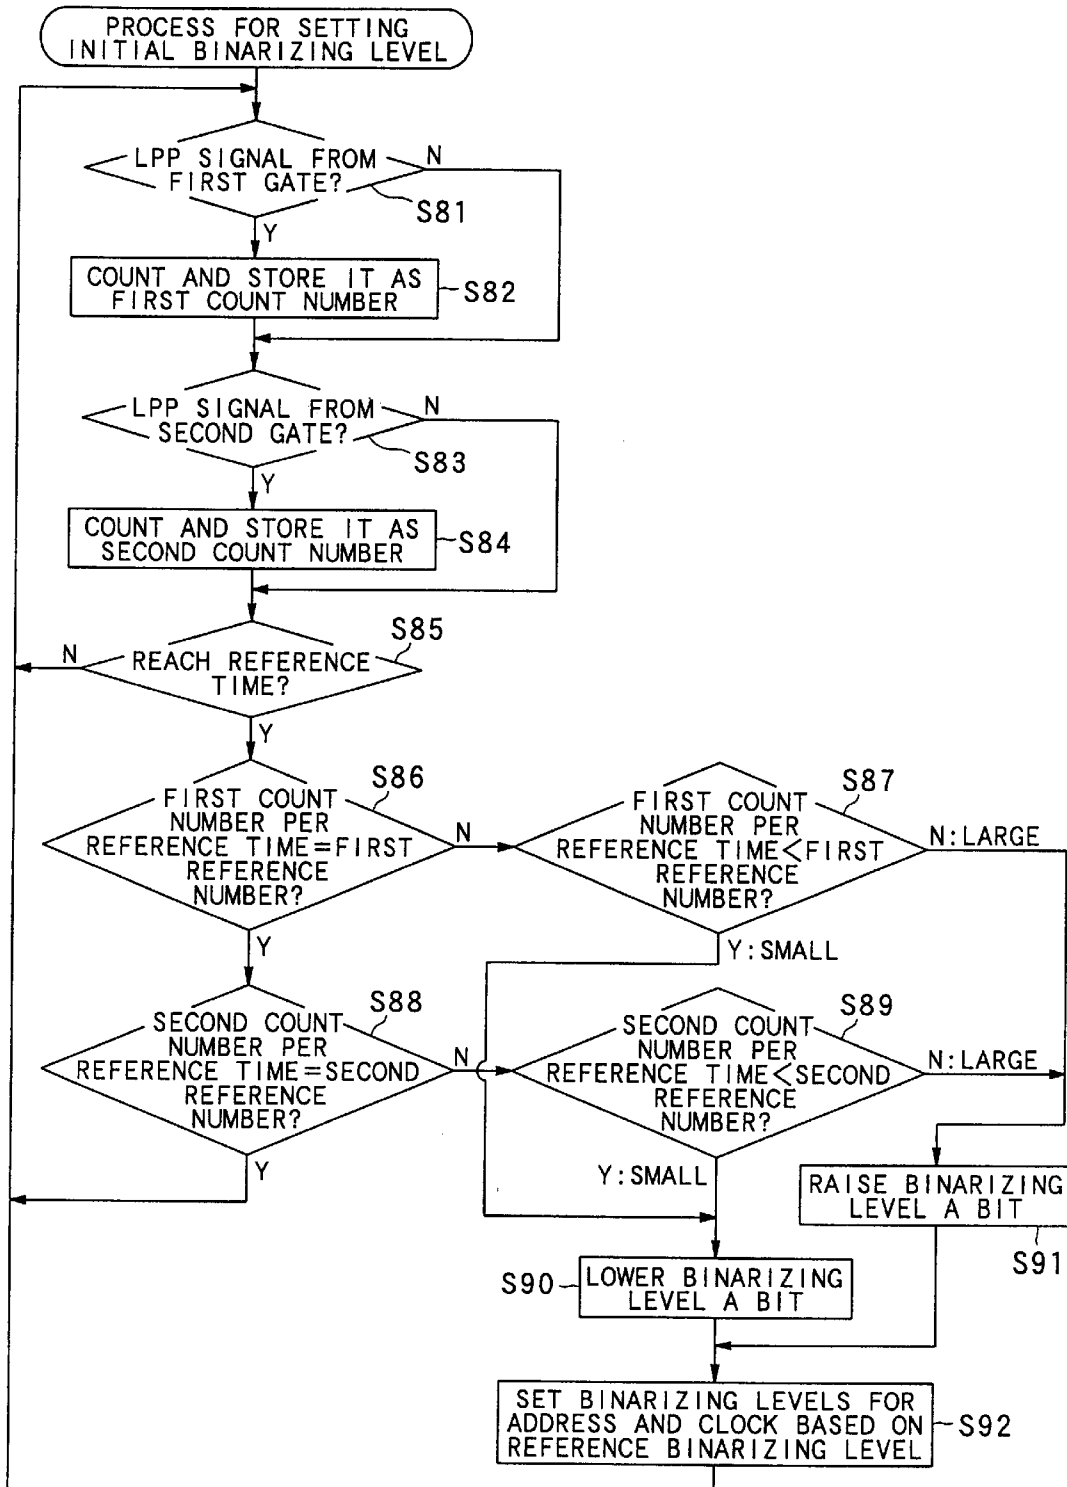 PROCESS FOR SETTING
INITIAL BINARIZING LEVEL
LPP SIGNAL FROM
FIRST GATE?
N
S81
Y
COUNT AND STORE IT AS
FIRST COUNT NUMBER
S82
LPP SIGNAL FROM
SECOND GATE?
N
S83
Y
COUNT AND STORE IT AS
SECOND COUNT NUMBER
S84
S85
N
REACH REFERENCE
TIME?
Y
S86
FIRST COUNT
NUMBER PER
REFERENCE TIME=FIRST
REFERENCE
NUMBER?
N
Y
S87
FIRST COUNT
NUMBER PER
REFERENCE TIME<FIRST
REFERENCE
NUMBER?
N:LARGE
Y:SMALL
S88
SECOND COUNT
NUMBER PER
REFERENCE TIME=SECOND
REFERENCE
NUMBER?
N
Y
S89
SECOND COUNT
NUMBER PER
REFERENCE TIME<SECOND
REFERENCE
NUMBER?
N:LARGE
Y:SMALL
RAISE BINARIZING
LEVEL A BIT
S91
S90
LOWER BINARIZING
LEVEL A BIT
SET BINARIZING LEVELS FOR
ADDRESS AND CLOCK BASED ON
REFERENCE BINARIZING LEVEL
S92